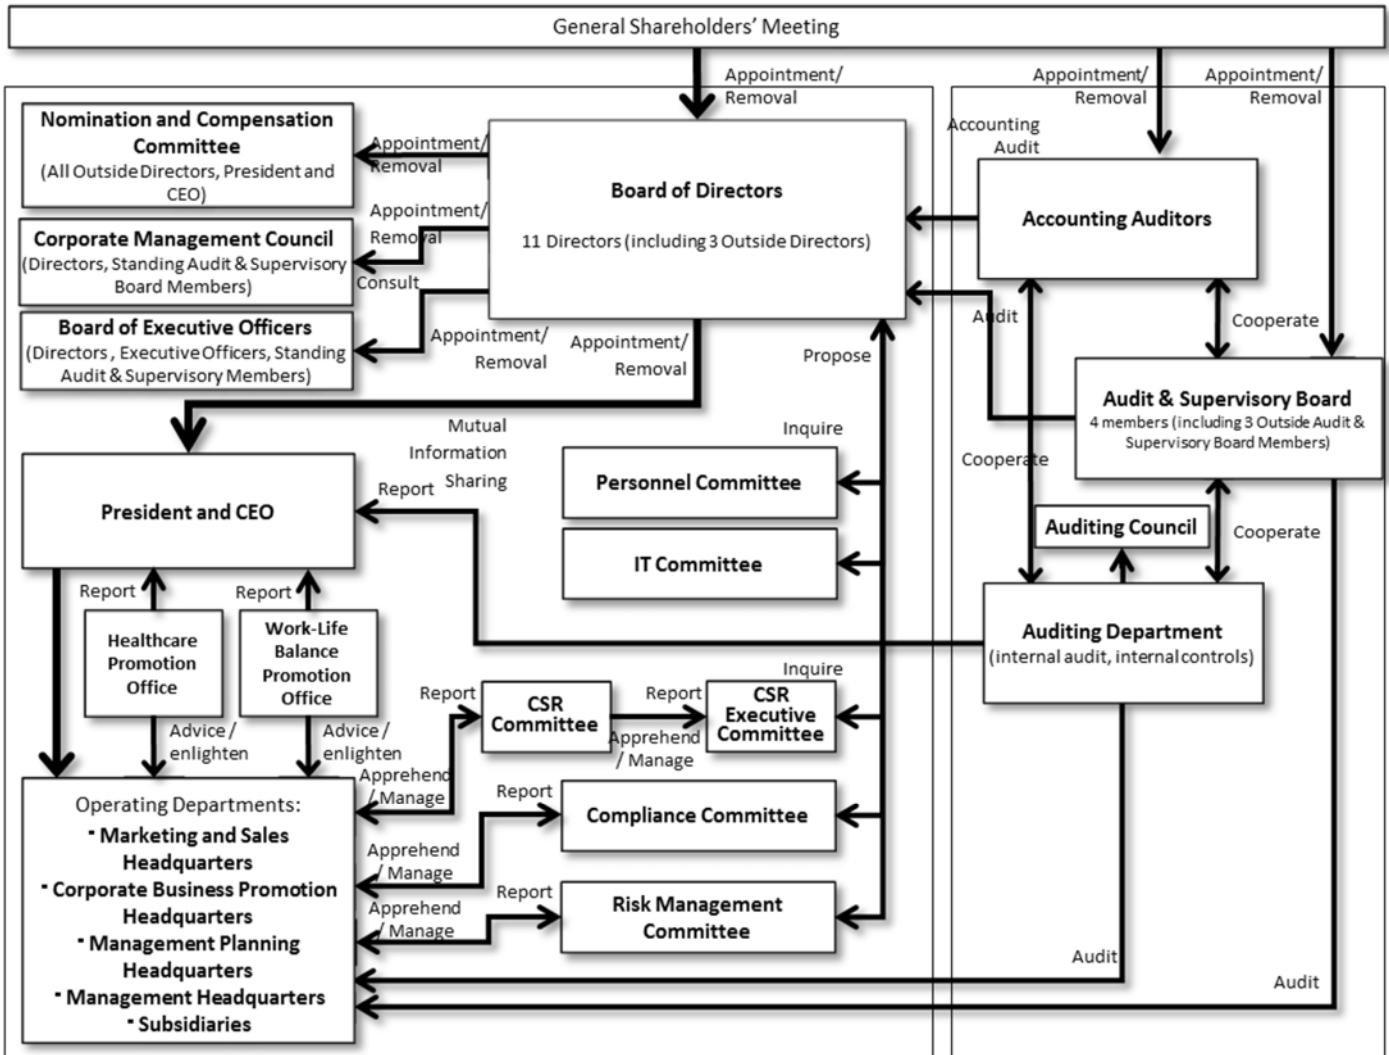 General Shareholders’ Meeting
Appointment/
Removal
Appointment/
Removal
Appointment/
Removal
Nomination and Compensation
Committee
(All Outside Directors, President and
CEO)
Appointment/
Removal
Board of Directors
11 Directors (including 3 Outside Directors)
Accounting
Audit
Accounting Auditors
Corporate Management Council
(Directors, Standing Audit & Supervisory
Board Members)
Appointment/
Removal
Consult
Board of Executive Officers
(Directors , Executive Officers, Standing
Audit & Supervisory Members)
Appointment/
Removal
Appointment/
Removal
Propose
Audit
Cooperate
Audit & Supervisory Board
4 members (including 3 Outside Audit &
Supervisory Board Members)
Mutual
Information
Sharing
Inquire
Cooperate
President and CEO
Report
Personnel Committee
IT Committee
Auditing Council
Cooperate
Auditing Department
(internal audit, internal controls)
Report
Report
Healthcare
Promotion
Office
Work-Life
Balance
Promotion
Office
Advice /
enlighten
Advice /
enlighten
Report
CSR
Committee
Report
Apprehend
/ Manage
Inquire
CSR
Executive
Committee
Apprehend
/ Manage
Operating Departments:
- Marketing and Sales
Headquarters
- Corporate Business Promotion
Headquarters
- Management Planning
Headquarters
- Management Headquarters
- Subsidiaries
Report
Compliance Committee
Apprehend
/ Manage
Report
Risk Management
Committee
Apprehend
/ Manage
Audit
Audit